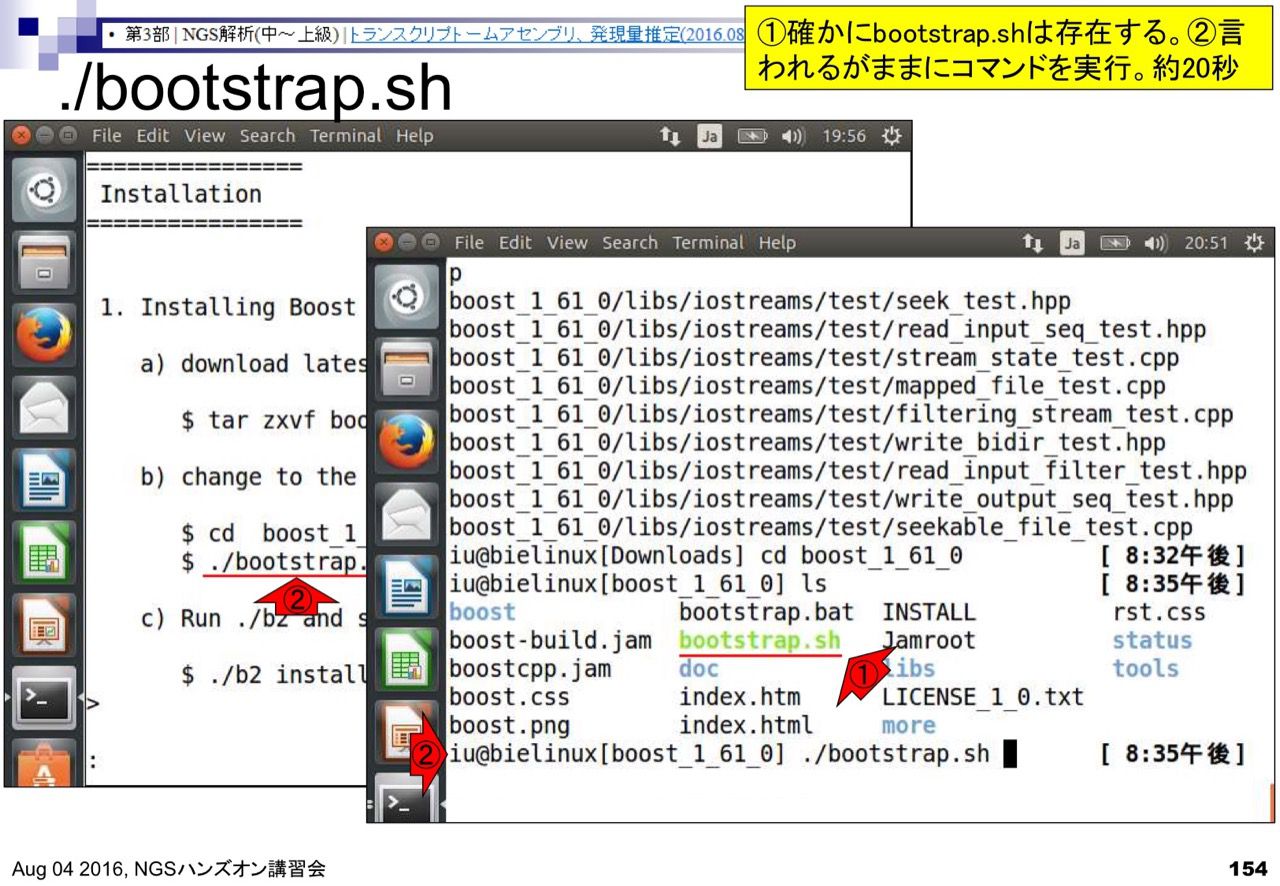 • 第3部 | NGS解析(中～上級) | トランスクリプトームアセンブリ、発現量推定(2016.08
①確かにbootstrap.shは存在する。②言
われるがままにコマンドを実行。約20秒
./bootstrap.sh
File Edit View Search Terminal Help
Ja
19:56
================
Installation
================
1. Installing Boost
a) download lates
$ tar zxvf boo
b) change to the
$ cd  boost_1_
$ ./bootstrap.
②
c) Run ./b2 and s
$ ./b2 install
>
:
File Edit View Search Terminal Help
Ja
20:51
p
boost_1_61_0/libs/iostreams/test/seek_test.hpp
boost_1_61_0/libs/iostreams/test/read_input_seq_test.hpp
boost_1_61_0/libs/iostreams/test/stream_state_test.cpp
boost_1_61_0/libs/iostreams/test/mapped_file_test.cpp
boost_1_61_0/libs/iostreams/test/filtering_stream_test.cpp
boost_1_61_0/libs/iostreams/test/write_bidir_test.hpp
boost_1_61_0/libs/iostreams/test/read_input_filter_test.hpp
boost_1_61_0/libs/iostreams/test/write_output_seq_test.hpp
boost_1_61_0/libs/iostreams/test/seekable_file_test.cpp
iu@bielinux[Downloads] cd boost_1_61_0 [ 8:32午後]
iu@bielinux[boost_1_61_0] ls [ 8:35午後]
boost bootstrap.bat INSTALL rst.css
boost-build.jam bootstrap.sh Jamroot status
boostcpp.jam doc libs tools
①
boost.css index.htm LICENSE_1_0.txt
boost.png index.html more
② iu@bielinux[boost_1_61_0] ./bootstrap.sh [ 8:35午後]
Aug 04 2016, NGSハンズオン講習会
154